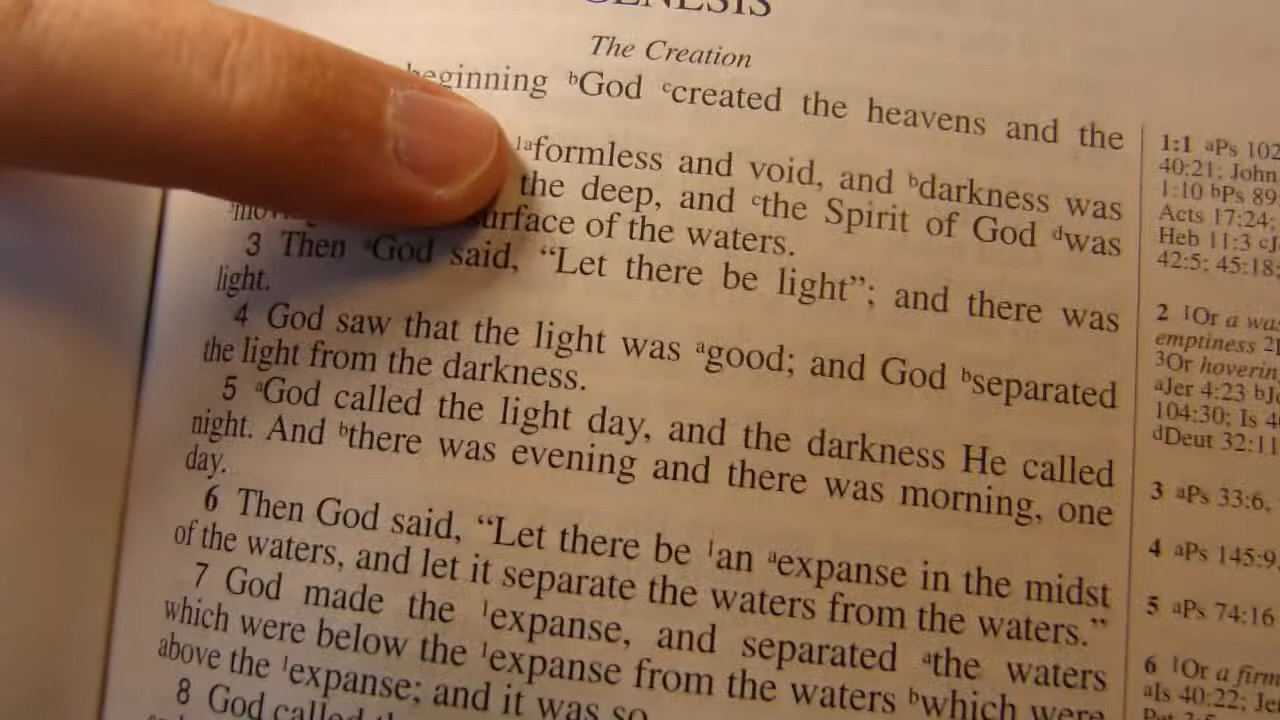 GENESIS
The Creation
beginning ᵇGod ᶜcreated the heavens and the
¹ᵃformless and void, and ᵇdarkness was
the deep, and ᶜthe Spirit of God ᵈwas
surface of the waters.
3 Then ᵃGod said, “Let there be light”; and there was
light.
4 God saw that the light was ᵃgood; and God ᵇseparated
the light from the darkness.
5 ᵃGod called the light day, and the darkness He called
night. And ᵇthere was evening and there was morning, one
day.
6 Then God said, “Let there be ¹an ᵃexpanse in the midst
of the waters, and let it separate the waters from the waters.”
7 God made the ¹expanse, and separated ᵃthe waters
which were below the ¹expanse from the waters ᵇwhich were
above the ¹expanse; and it was so
8 God called
1:1 ᵃPs 102
40:21; John
1:10 ᵇPs 89
Acts 17:24;
Heb 11:3 ᶜ
42:5; 45:18;
2 ¹Or a
emptiness
3Or
ᵃJer 4:23
104:30; Is
ᵈDeut 32:11
3 ᵃPs 33:6,
4 ᵃPs 145:9
5 ᵃPs 74:16
6 ¹Or a
ᵃIs 40:22;